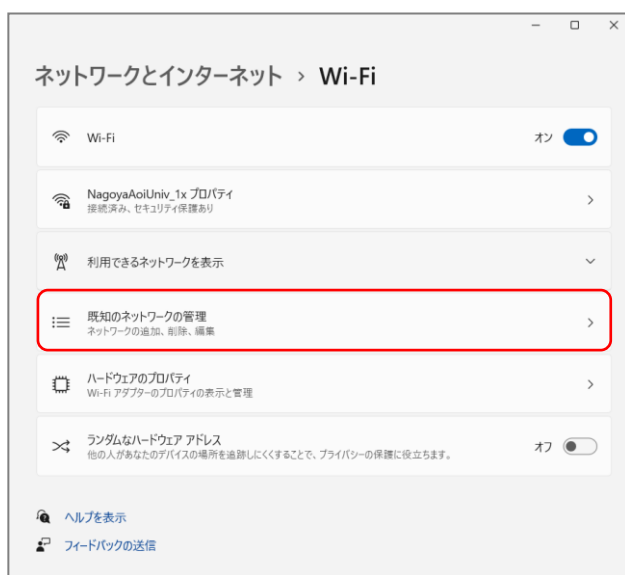 ネットワークとインターネット › Wi-Fi
Wi-Fi
オン
NagoyaAoiUniv_1x プロパティ
接続済み、セキュリティ保護あり
利用できるネットワークを表示
既知のネットワークの管理
ネットワークの追加、削除、編集
ハードウェアのプロパティ
Wi-Fi アダプターのプロパティの表示と管理
ランダムなハードウェア アドレス
他の人があなたのデバイスの場所を追跡しにくくすることで、プライバシーの保護に役立ちます。
オフ
ヘルプを表示
フィードバックの送信